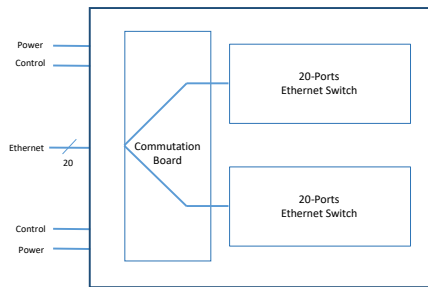 Power
Control
Ethernet
20
Control
Power
Commutation
Board
20-Ports
Ethernet Switch
20-Ports
Ethernet Switch